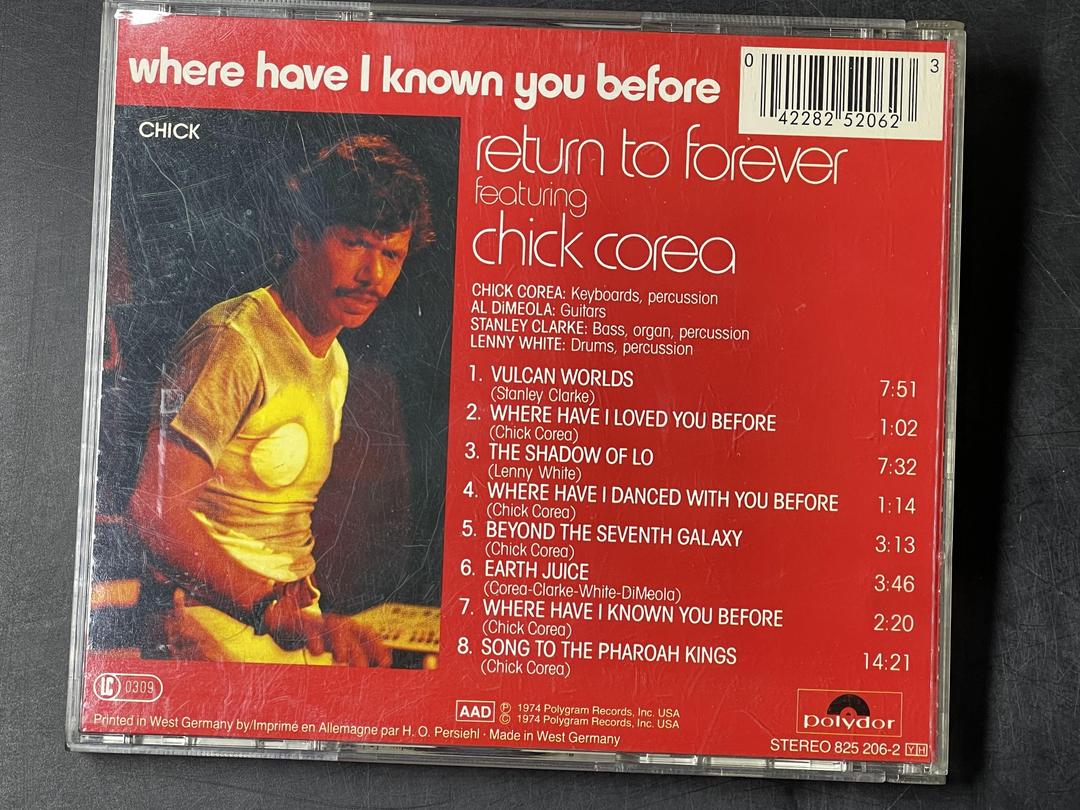 where have I known you before
0 42282 52062 3
CHICK
return to forever
featuring
chick corea
CHICK COREA: Keyboards, percussion
AL DiMEOLA: Guitars
STANLEY CLARKE: Bass, organ, percussion
LENNY WHITE: Drums, percussion
1. VULCAN WORLDS 7:51
(Stanley Clarke)
2. WHERE HAVE I LOVED YOU BEFORE 1:02
(Chick Corea)
3. THE SHADOW OF LO 7:32
(Lenny White)
4. WHERE HAVE I DANCED WITH YOU BEFORE 1:14
(Chick Corea)
5. BEYOND THE SEVENTH GALAXY 3:13
(Chick Corea)
6. EARTH JUICE 3:46
(Corea-Clarke-White-DiMeola)
7. WHERE HAVE I KNOWN YOU BEFORE 2:20
(Chick Corea)
8. SONG TO THE PHAROAH KINGS 14:21
(Chick Corea)
LC 0309
AAD ℗ 1974 Polygram Records, Inc. USA
© 1974 Polygram Records, Inc. USA
Printed in West Germany by/Imprimé en Allemagne par H. O. Persiehl · Made in West Germany
polydor
STEREO 825 206-2 YH